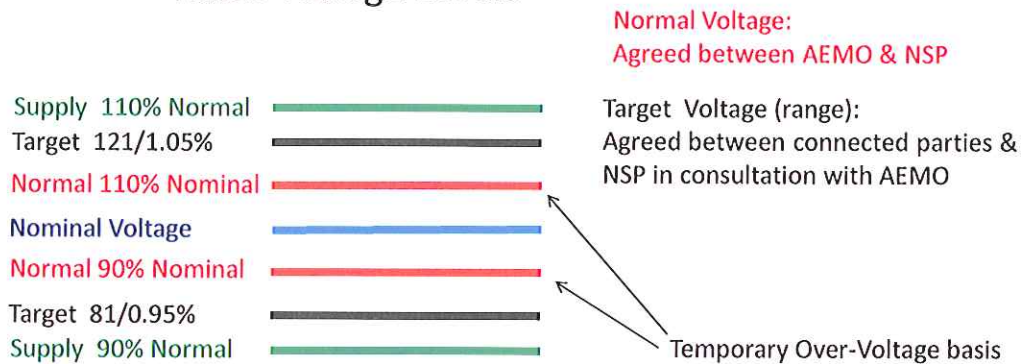 Normal Voltage:
Agreed between AEMO & NSP
Supply 110% Normal
Target 121/1.05%
Normal 110% Nominal
Nominal Voltage
Normal 90% Nominal
Target 81/0.95%
Supply 90% Normal
Target Voltage (range):
Agreed between connected parties &
NSP in consultation with AEMO
Temporary Over-Voltage basis